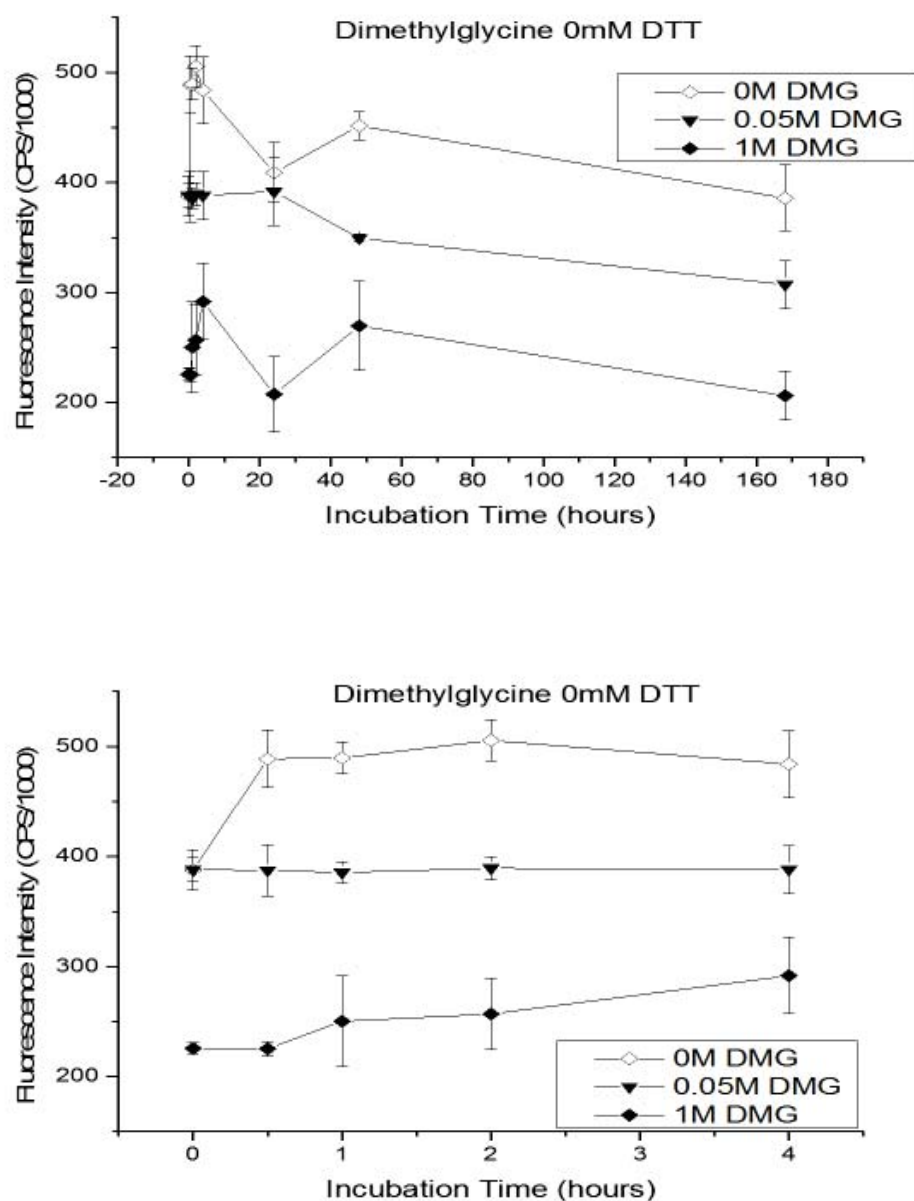 Dimethylglycine 0mM DTT
0M DMG
0.05M DMG
1M DMG
Fluorescence Intensity (CPS/1000)
500
400
300
200
-20 0 20 40 60 80 100 120 140 160 180
Incubation Time (hours)
Dimethylglycine 0mM DTT
Fluorescence Intensity (CPS/1000)
500
400
300
200
0M DMG
0.05M DMG
1M DMG
0 1 2 3 4
Incubation Time (hours)